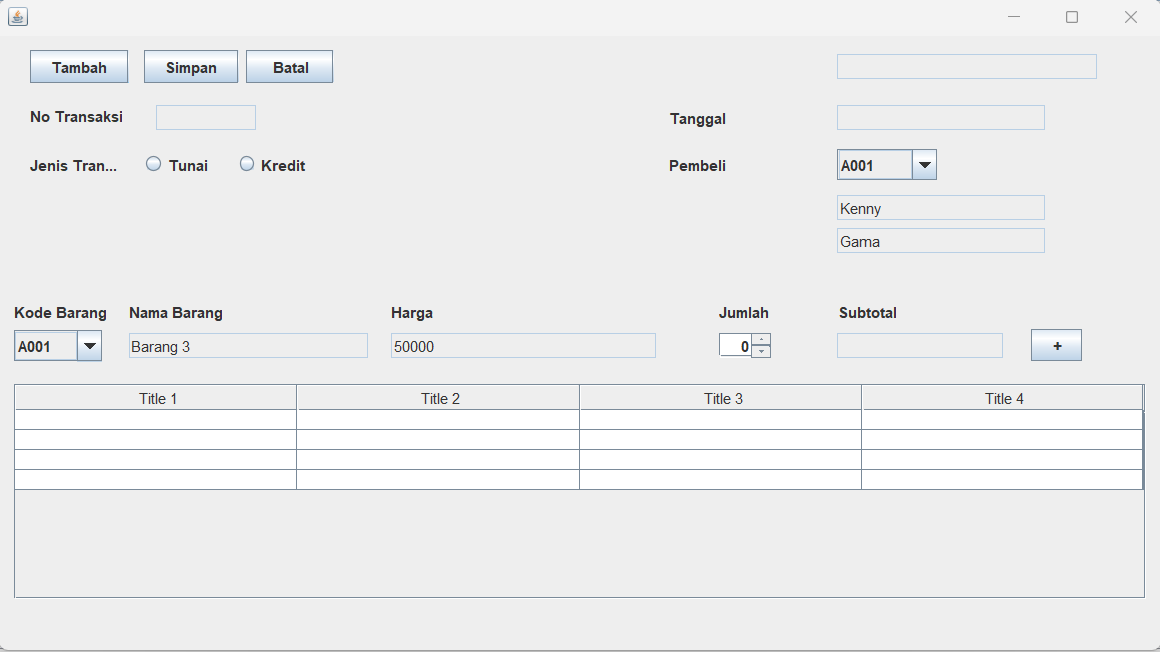 Tambah Simpan Batal
No Transaksi Tanggal
Jenis Tran... Tunai Kredit Pembeli A001
Kenny
Gama
Kode Barang Nama Barang Harga Jumlah Subtotal
A001 Barang 3 50000 0 +
Title 1 Title 2 Title 3 Title 4